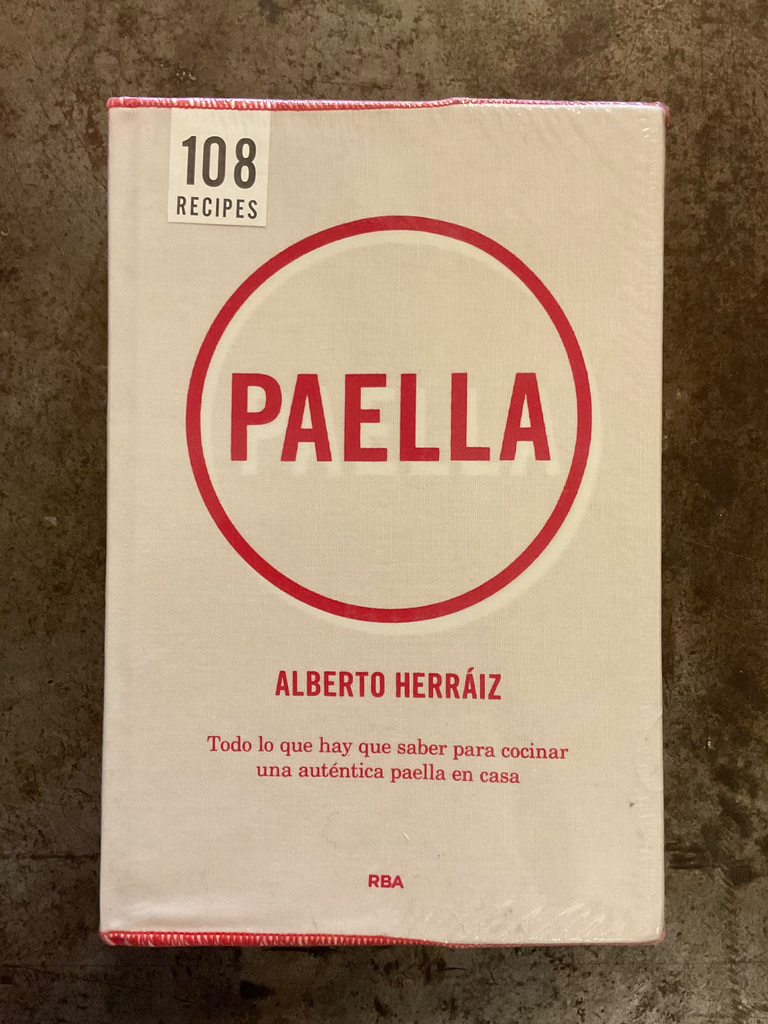 108
RECIPES
PAELLA
ALBERTO HERRÁIZ
Todo lo que hay que saber para cocinar
una auténtica paella en casa
RBA